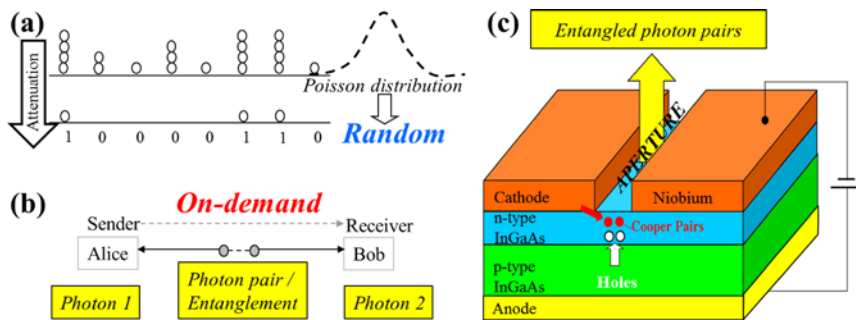 (a)
Attenuation
Poisson distribution
1 0 0 0 0 1 1 0
Random
(b)
On-demand
Sender
Receiver
Alice
Bob
Photon pair /
Entanglement
Photon 1
Photon 2
(c)
Entangled photon pairs
APERTURE
Cathode
Niobium
n-type
InGaAs
Cooper Pairs
p-type
InGaAs
Holes
Anode